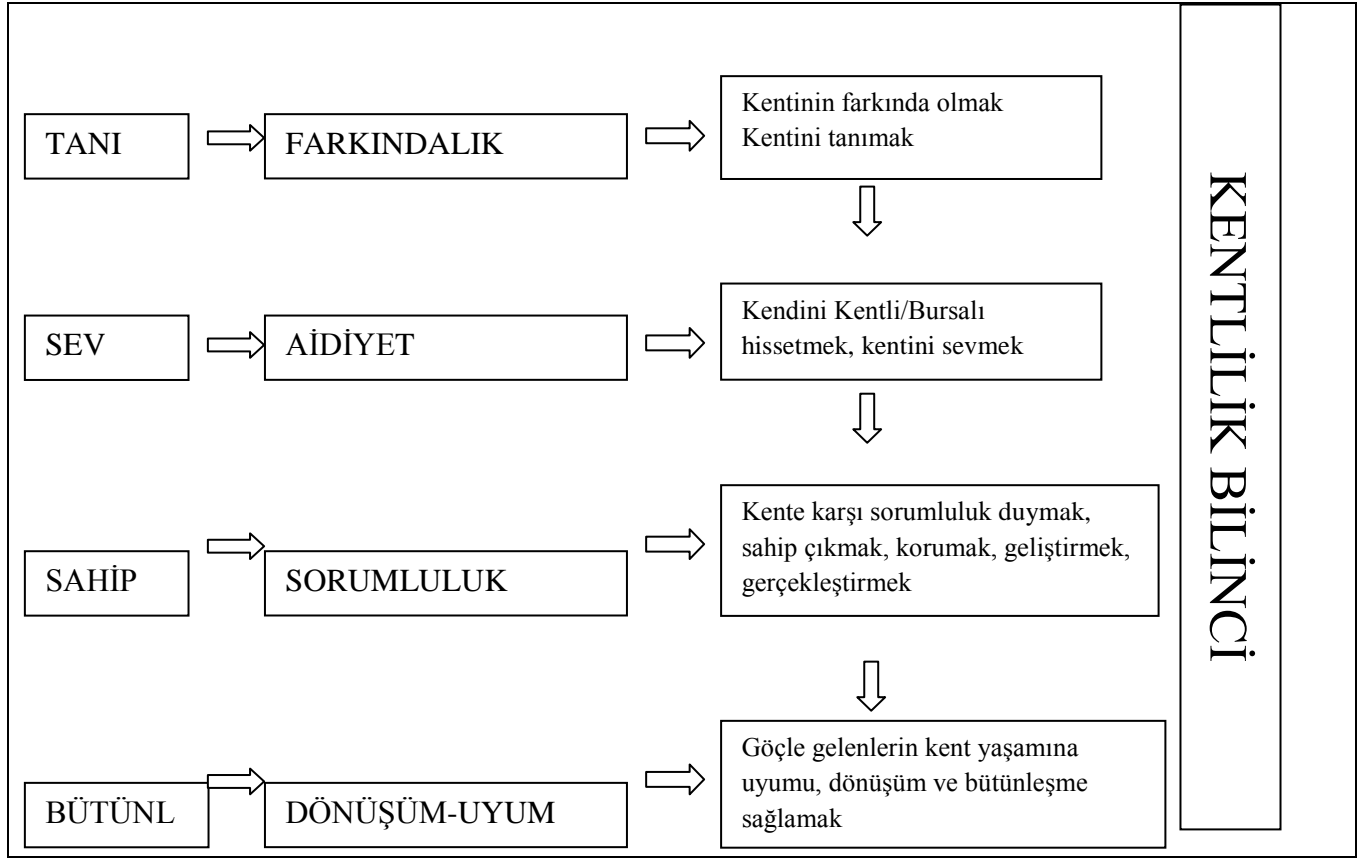 TANI
FARKINDALIK
Kentinin farkında olmak
Kentini tanımak
SEV
AİDİYET
Kendini Kentli/Bursalı
hissetmek, kentini sevmek
SAHİP
SORUMLULUK
Kente karşı sorumluluk duymak,
sahip çıkmak, korumak, geliştirmek,
gerçekleştirmek
BÜTÜNL
DÖNÜŞÜM-UYUM
Göçle gelenlerin kent yaşamına
uyumu, dönüşüm ve bütünleşme
sağlamak
KENTLİLİK BİLİNCİ